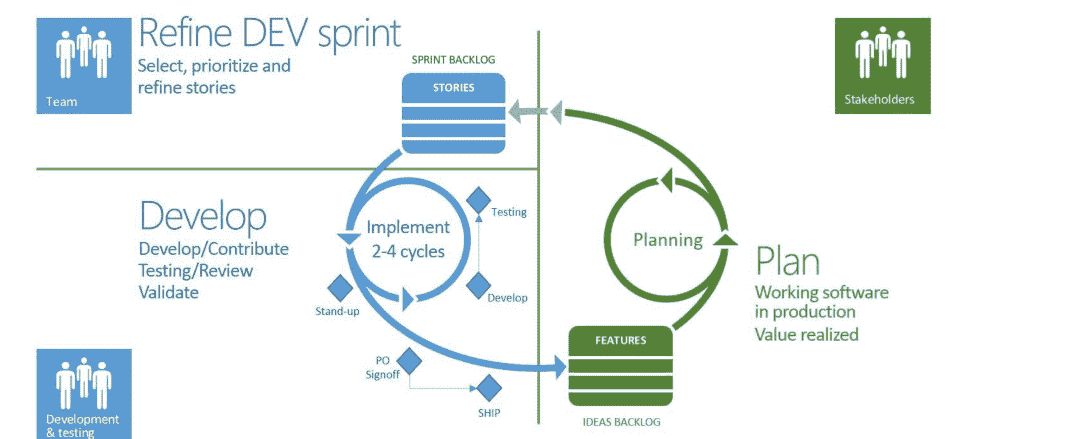 Refine DEV sprint
Select, prioritize and
refine stories
Team
SPRINT BACKLOG
STORIES
Stakeholders
Develop
Develop/Contribute
Testing/Review
Validate
Implement
2-4 cycles
Testing
Develop
Stand-up
PO
Signoff
SHIP
Planning
Plan
Working software
in production
Value realized
FEATURES
IDEAS BACKLOG
Development
& testing